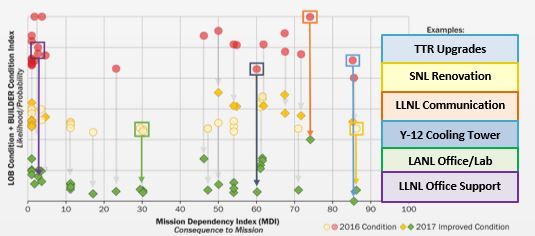 LOB Condition + BUILDER Condition Index
Likelihood/Probability
Examples:
TTR Upgrades
SNL Renovation
LLNL Communication
Y-12 Cooling Tower
LANL Office/Lab
LLNL Office Support
0 10 20 30 40 50 60 70 80 90 100
Mission Dependency Index (MDI)
Consequence to Mission
2016 Condition 2017 Improved Condition